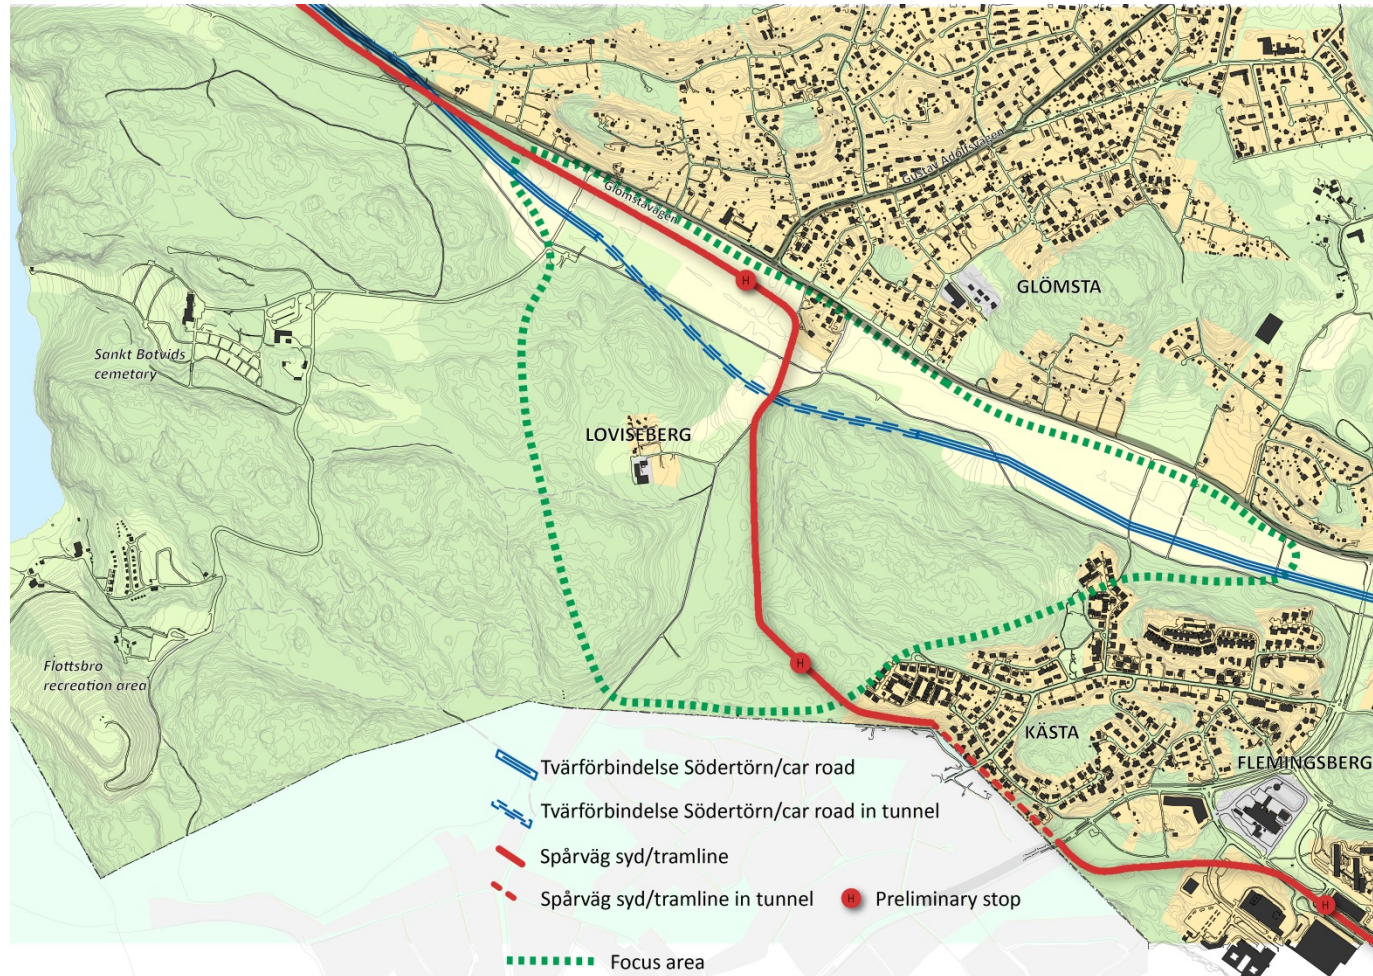 Gustav Adolfsvägen
Glömstavägen
GLÖMSTA
H
Sankt Botvids
cemetary
LOVISEBERG
Flottsbro
recreation area
H
KÄSTA
FLEMINGSBERG
Tvärförbindelse Södertörn/car road
Tvärförbindelse Södertörn/car road in tunnel
Spårväg syd/tramline
Spårväg syd/tramline in tunnel
H Preliminary stop
H
Focus area